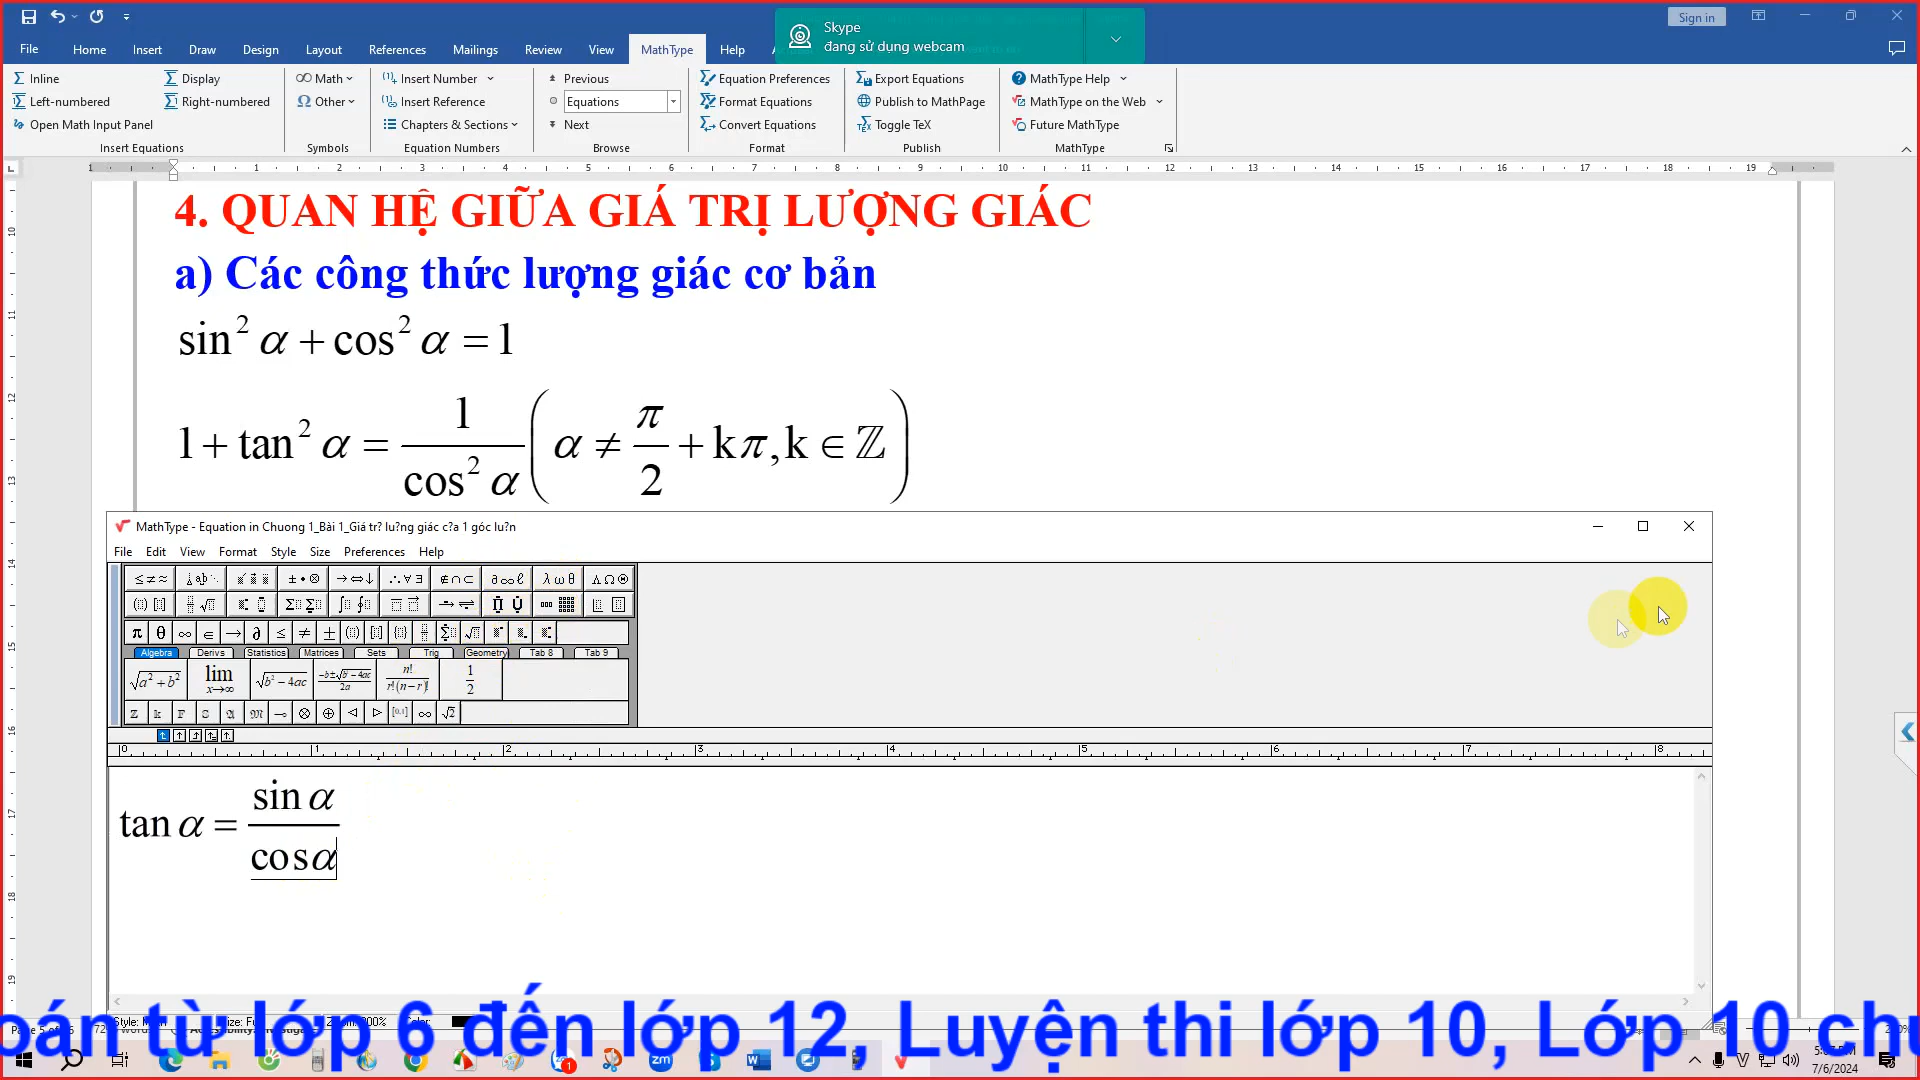 Sign in
Skype
đang sử dụng webcam
File Home Insert Draw Design Layout References Mailings Review View MathType Help
Inline
Left-numbered
Open Math Input Panel
Display
Right-numbered
Insert Equations
Math
Other
Symbols
Insert Number
Insert Reference
Chapters & Sections
Equation Numbers
Previous
Equations
Next
Browse
Equation Preferences
Format Equations
Convert Equations
Format
Export Equations
Publish to MathPage
Toggle TeX
Publish
MathType Help
MathType on the Web
Future MathType
MathType
4. QUAN HỆ GIỮA GIÁ TRỊ LƯỢNG GIÁC
a) Các công thức lượng giác cơ bản
sin² α + cos² α = 1
1 + tan² α = 1/cos² α (α ≠ π/2 + kπ, k ∈ ℤ)
MathType - Equation in Chuong 1_Bài 1_Giá tr? lu?ng giác c?a 1 góc lu?n
File Edit View Format Style Size Preferences Help
Algebra Derivs Statistics Matrices Sets Trig Geometry Tab 8 Tab 9
tan α = sin α/cos α
oán từ lớp 6 đến lớp 12, Luyện thi lớp 10, Lớp 10 chu
7/6/2024